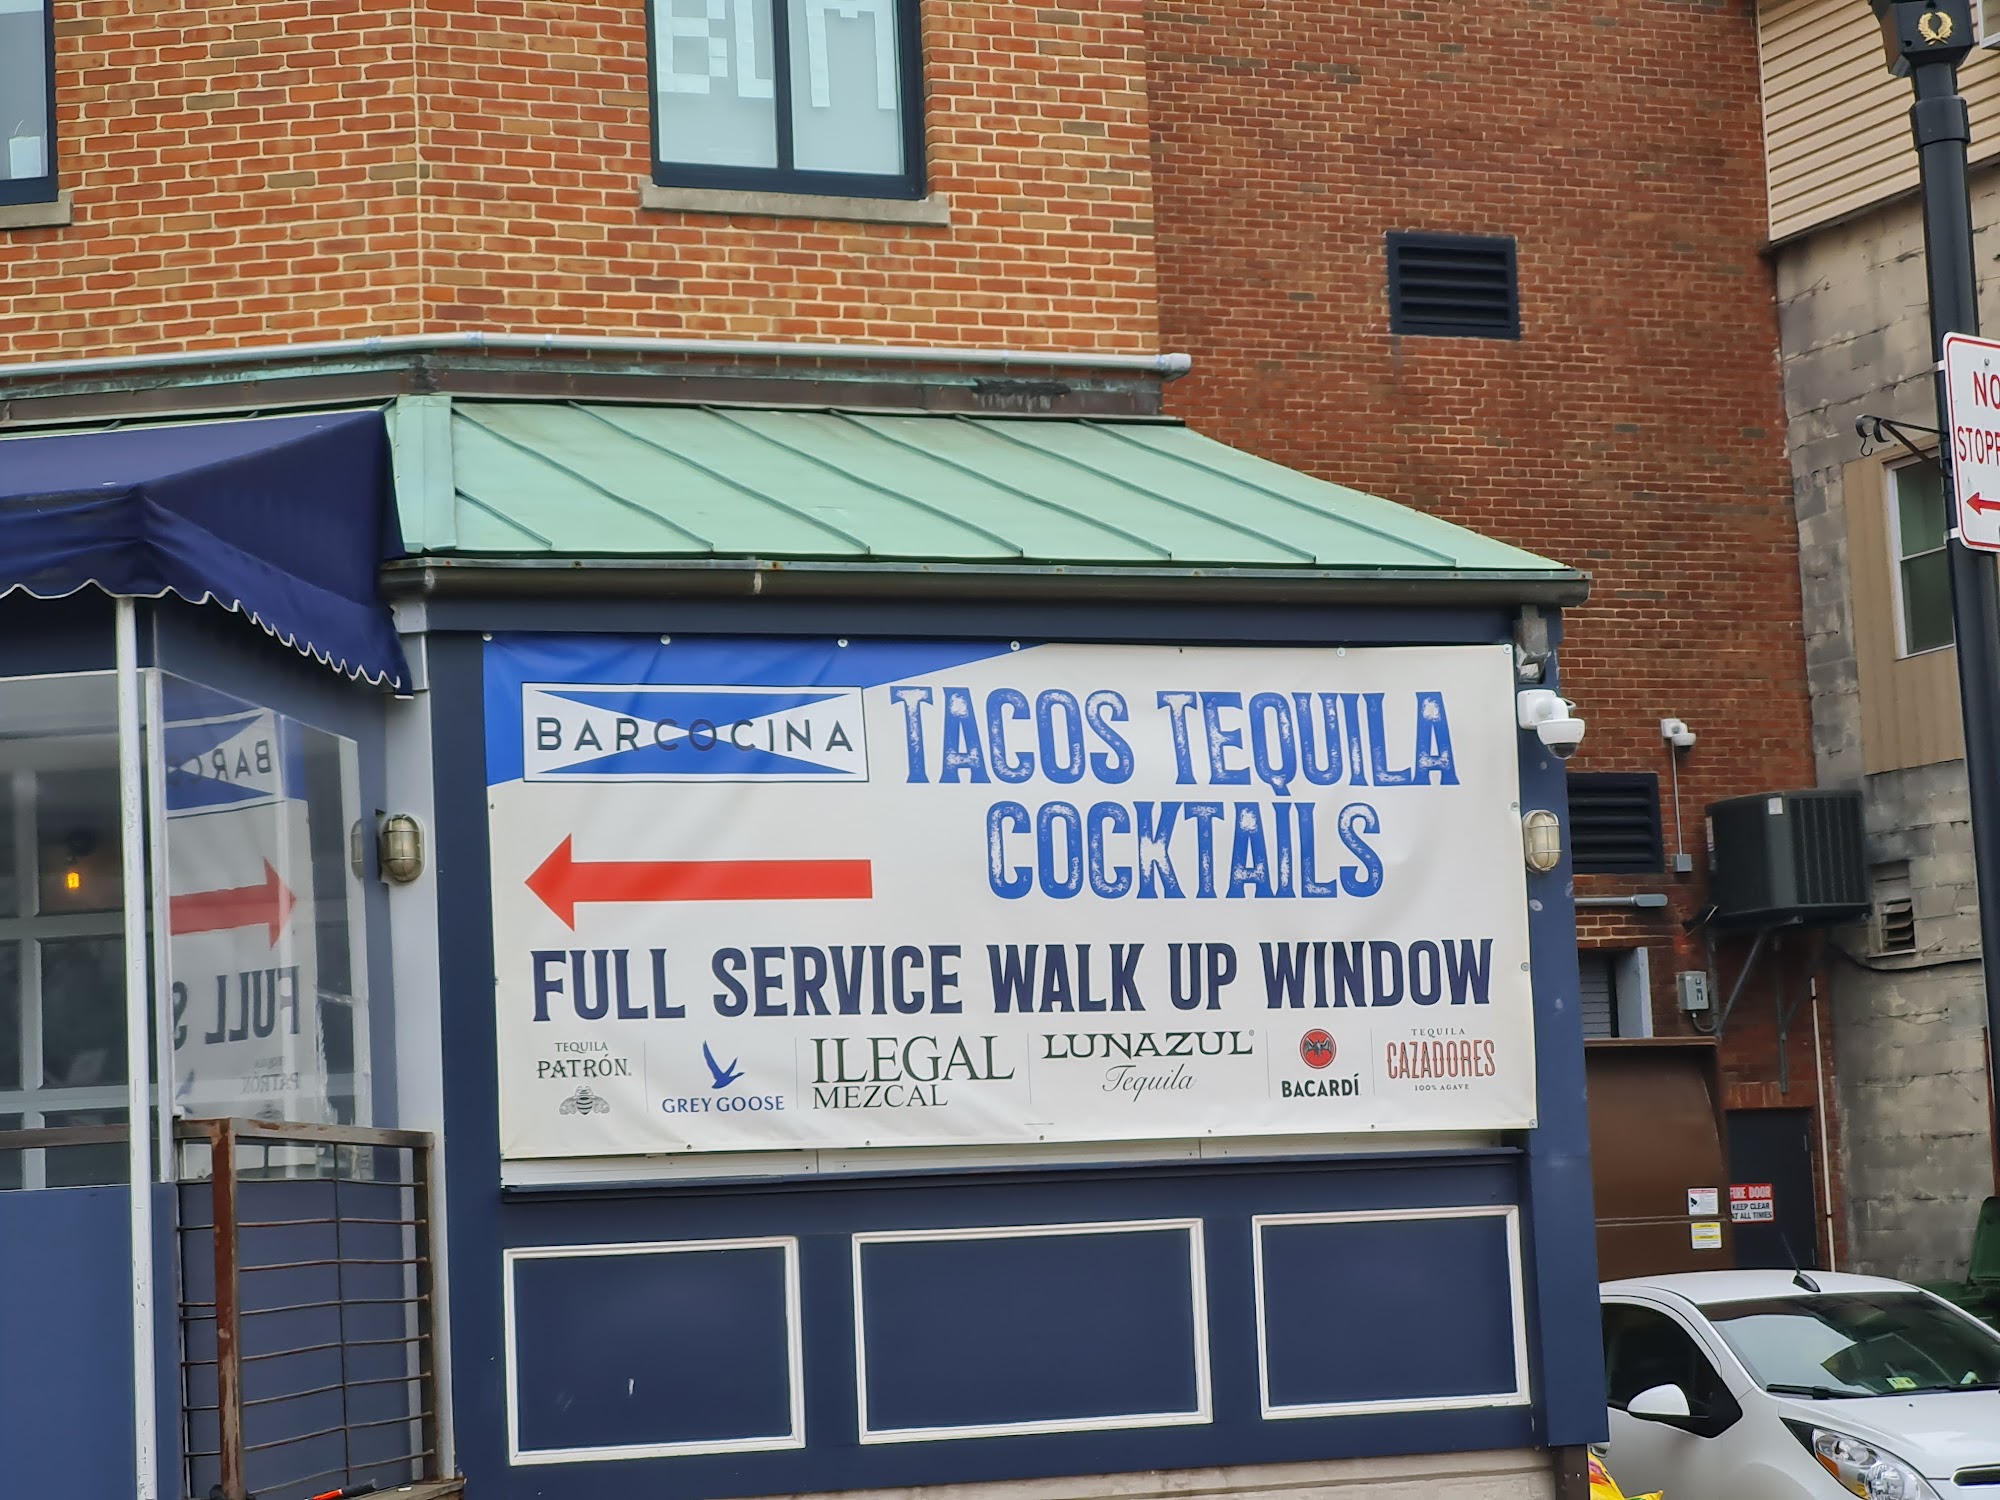 BLM
NO
BARCOCINA
TACOS TEQUILA
COCKTAILS
FULL SERVICE WALK UP WINDOW
TEQUILA
PATRÓN
GREY GOOSE
ILEGAL
MEZCAL
LUNAZUL®
Tequila
BACARDÍ
TEQUILA
CAZADORES
100% AGAVE
FIRE DOOR
KEEP CLEAR
AT ALL TIMES